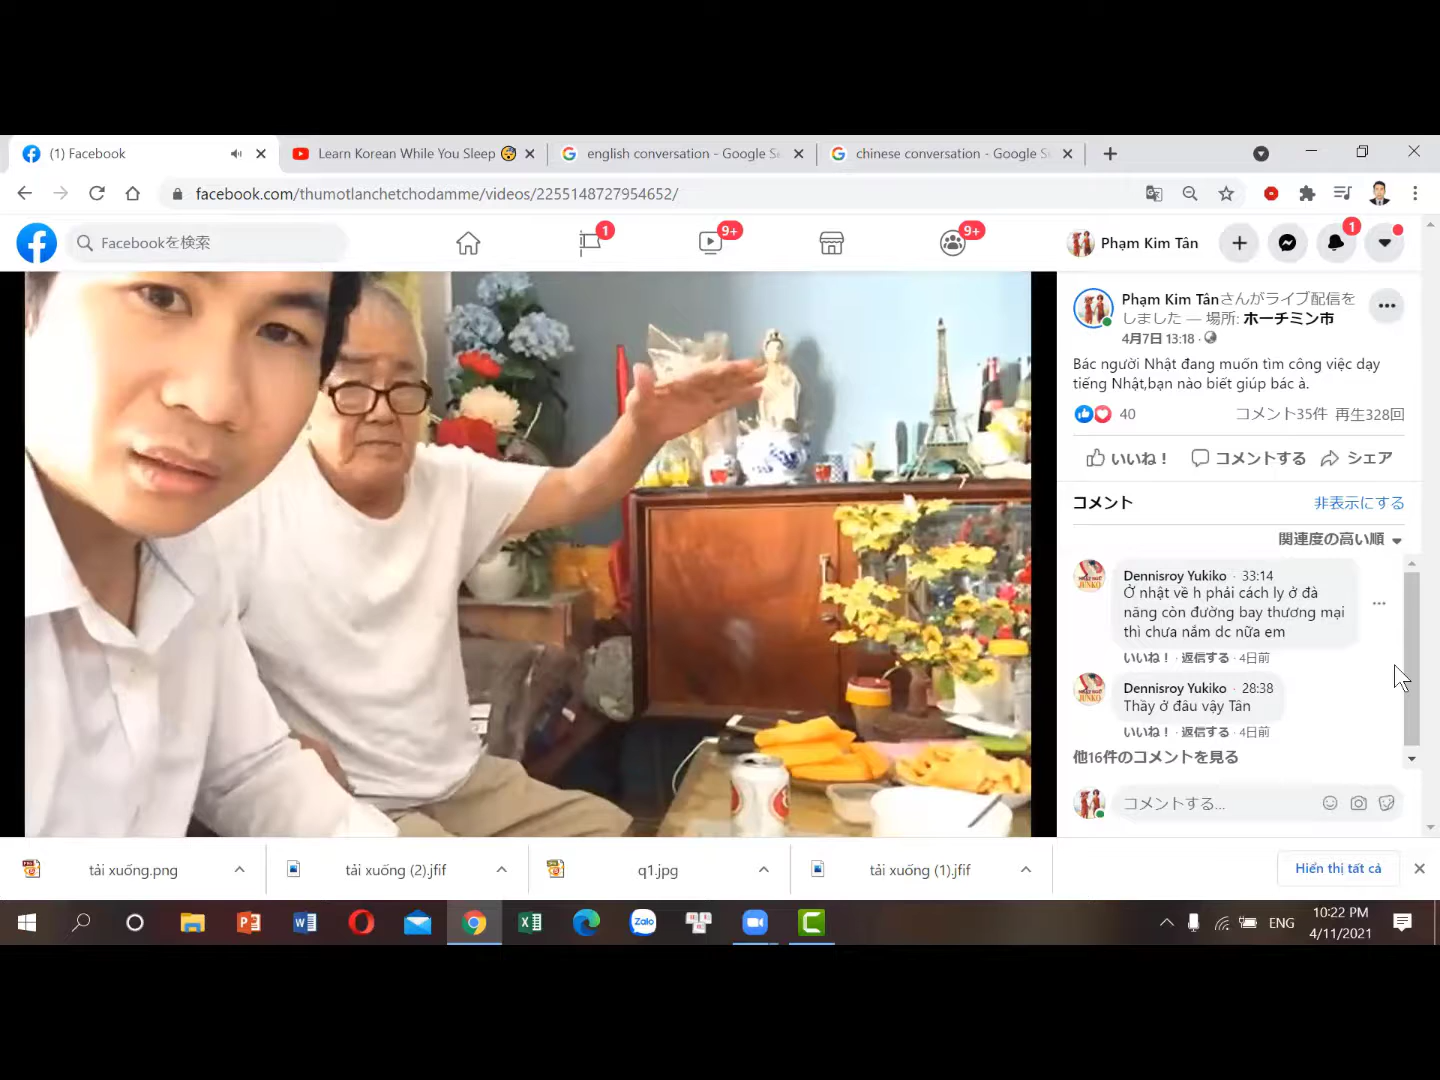 (1) Facebook
Learn Korean While You Sleep 😴
english conversation - Google Se
chinese conversation - Google Se
facebook.com/thumotlanchetchodamme/videos/2255148727954652/
Facebookを検索
1
9+
9+
Phạm Kim Tân
1
Phạm Kim Tânさんがライブ配信を
しました — 場所: ホーチミン市
4月7日 13:18 ·
Bác người Nhật đang muốn tìm công việc dạy
tiếng Nhật,bạn nào biết giúp bác à.
40
コメント35件 再生328回
いいね！ コメントする シェア
コメント
非表示にする
関連度の高い順
Dennisroy Yukiko · 33:14
Ở nhật về h phải cách ly ở đà
nãng còn đường bay thương mại
thì chưa nắm dc nữa em
いいね！ · 返信する · 4日前
Dennisroy Yukiko · 28:38
Thầy ở đâu vậy Tân
いいね！ · 返信する · 4日前
他16件のコメントを見る
コメントする...
tải xuống.png
tải xuống (2).jfif
q1.jpg
tải xuống (1).jfif
Hiển thị tất cả
Zalo
ENG
10:22 PM
4/11/2021